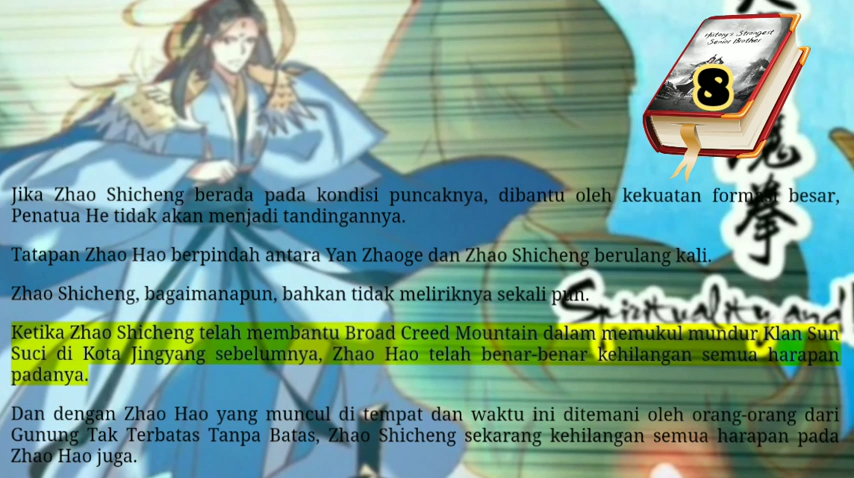 History's Strongest
Senior Brother
8
Jika Zhao Shicheng berada pada kondisi puncaknya, dibantu oleh kekuatan formasi besar,
Penatua He tidak akan menjadi tandingannya.
Tatapan Zhao Hao berpindah antara Yan Zhaoge dan Zhao Shicheng berulang kali.
Zhao Shicheng, bagaimanapun, bahkan tidak meliriknya sekali pun.
Spirituality and
Ketika Zhao Shicheng telah membantu Broad Creed Mountain dalam memukul mundur Klan Sun
Suci di Kota Jingyang sebelumnya, Zhao Hao telah benar-benar kehilangan semua harapan
padanya.
Dan dengan Zhao Hao yang muncul di tempat dan waktu ini ditemani oleh orang-orang dari
Gunung Tak Terbatas Tanpa Batas, Zhao Shicheng sekarang kehilangan semua harapan pada
Zhao Hao juga.
魔拳